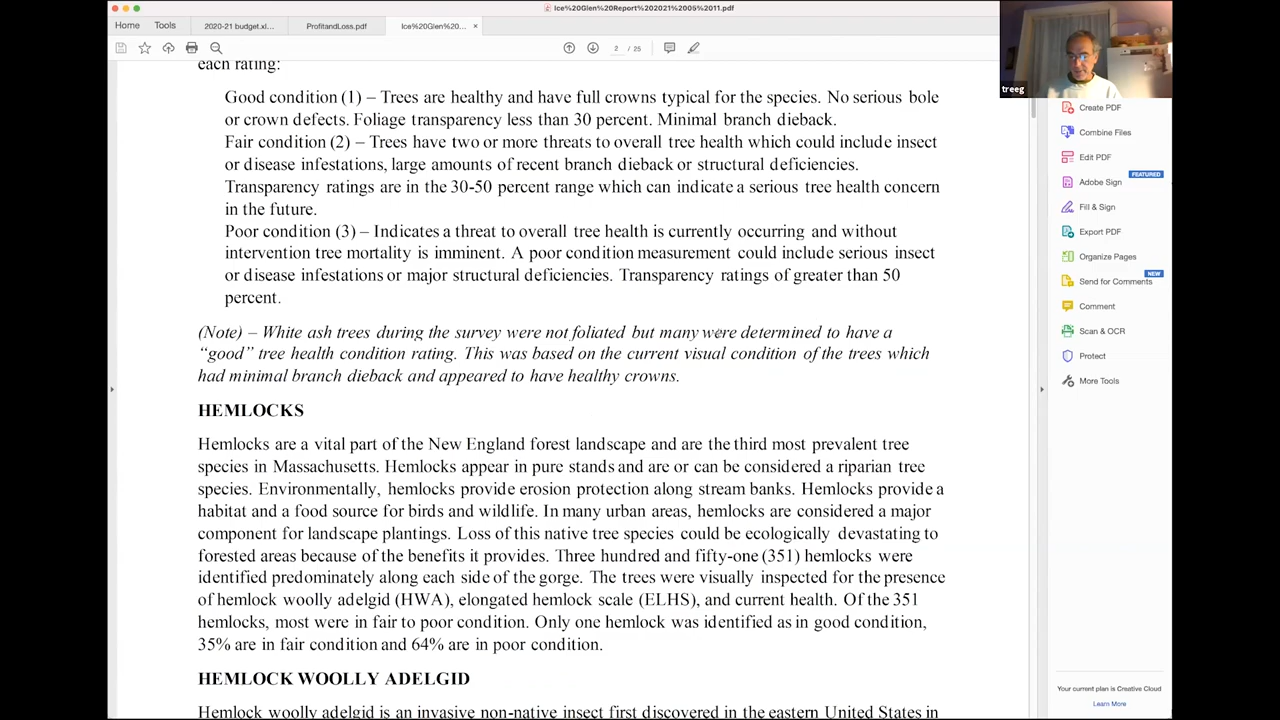 Ice%20Glen%20Report%202021%2005%2011.pdf
Home
Tools
2020-21 budget.xl...
ProfitandLoss.pdf
Ice%20Glen%20... ×
2 / 25
each rating:
Good condition (1) – Trees are healthy and have full crowns typical for the species. No serious bole
or crown defects. Foliage transparency less than 30 percent. Minimal branch dieback.
Fair condition (2) – Trees have two or more threats to overall tree health which could include insect
or disease infestations, large amounts of recent branch dieback or structural deficiencies.
Transparency ratings are in the 30-50 percent range which can indicate a serious tree health concern
in the future.
Poor condition (3) – Indicates a threat to overall tree health is currently occurring and without
intervention tree mortality is imminent. A poor condition measurement could include serious insect
or disease infestations or major structural deficiencies. Transparency ratings of greater than 50
percent.
(Note) – White ash trees during the survey were not foliated but many were determined to have a
“good” tree health condition rating. This was based on the current visual condition of the trees which
had minimal branch dieback and appeared to have healthy crowns.
HEMLOCKS
Hemlocks are a vital part of the New England forest landscape and are the third most prevalent tree
species in Massachusetts. Hemlocks appear in pure stands and are or can be considered a riparian tree
species. Environmentally, hemlocks provide erosion protection along stream banks. Hemlocks provide a
habitat and a food source for birds and wildlife. In many urban areas, hemlocks are considered a major
component for landscape plantings. Loss of this native tree species could be ecologically devastating to
forested areas because of the benefits it provides. Three hundred and fifty-one (351) hemlocks were
identified predominately along each side of the gorge. The trees were visually inspected for the presence
of hemlock woolly adelgid (HWA), elongated hemlock scale (ELHS), and current health. Of the 351
hemlocks, most were in fair to poor condition. Only one hemlock was identified as in good condition,
35% are in fair condition and 64% are in poor condition.
HEMLOCK WOOLLY ADELGID
Hemlock woolly adelgid is an invasive non-native insect first discovered in the eastern United States in
treeg
Create PDF
Combine Files
Edit PDF
FEATURED
Adobe Sign
Fill & Sign
Export PDF
Organize Pages
NEW
Send for Comments
Comment
Scan & OCR
Protect
More Tools
Your current plan is Creative Cloud
Learn More